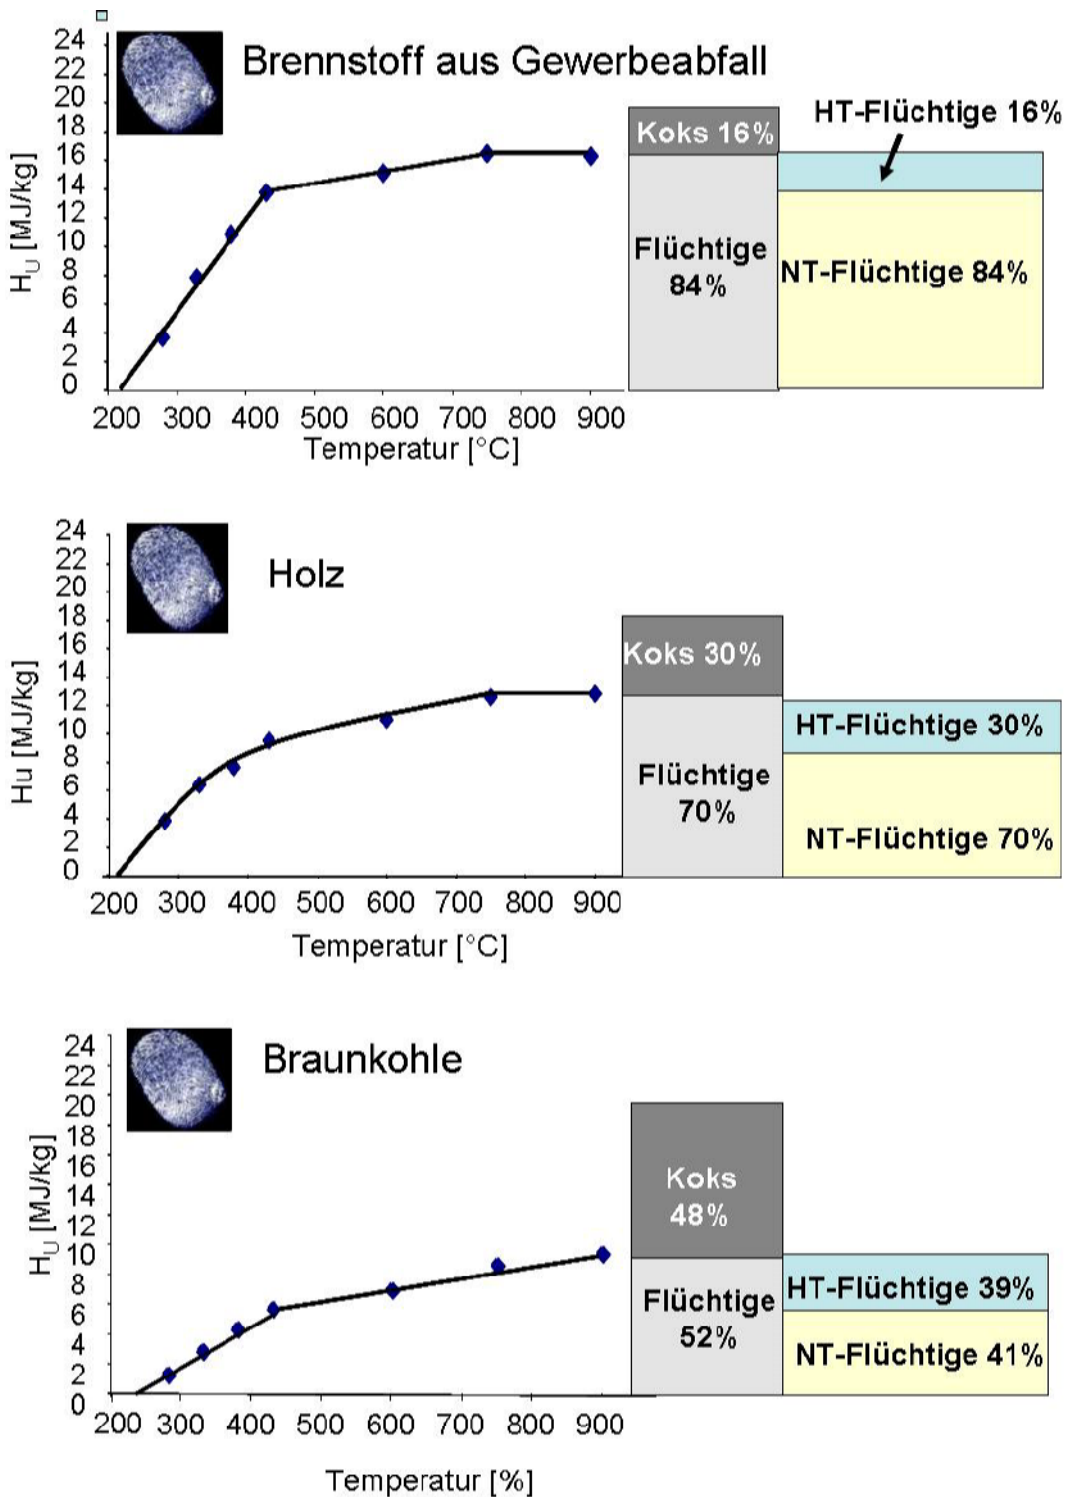 Brennstoff aus Gewerbeabfall
24
22
20
18
16
14
12
10
8
6
4
2
0
H_U [MJ/kg]
200 300 400 500 600 700 800 900
Temperatur [°C]
Koks 16%
Flüchtige
84%
HT-Flüchtige 16%
NT-Flüchtige 84%
Holz
24
22
20
18
16
14
12
10
8
6
4
2
0
Hu [MJ/kg]
200 300 400 500 600 700 800 900
Temperatur [°C]
Koks 30%
Flüchtige
70%
HT-Flüchtige 30%
NT-Flüchtige 70%
Braunkohle
24
22
20
18
16
14
12
10
8
6
4
2
0
H_U [MJ/kg]
200 300 400 500 600 700 800 900
Temperatur [%]
Koks
48%
Flüchtige
52%
HT-Flüchtige 39%
NT-Flüchtige 41%